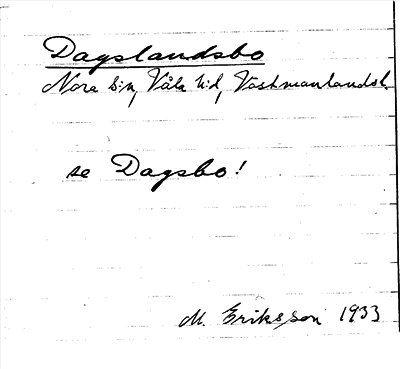 Dagslandsbo
Nora s:n, Våla h:d, Västmanlandsl.
se Dagsbo!
M. Eriksson 1933